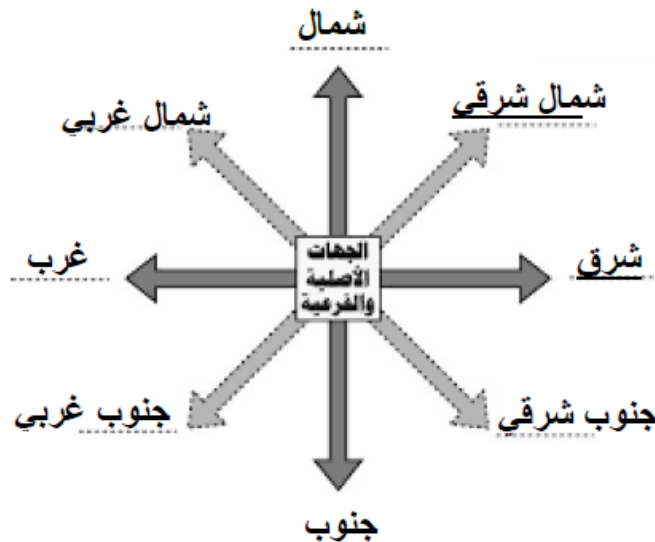 شمال
شمال شرقي
شمال غربي
شرق
الجهات
الأصلية
والفرعية
غرب
جنوب شرقي
جنوب غربي
جنوب